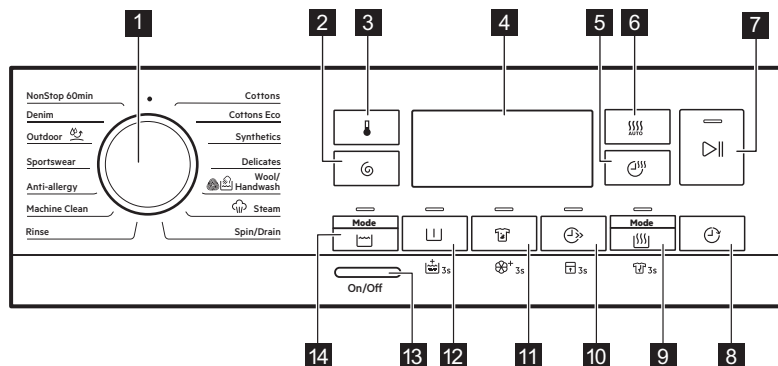 1
2
3
4
5
6
7
NonStop 60min
Denim
Outdoor
Sportswear
Anti-allergy
Machine Clean
Rinse
Cottons
Cottons Eco
Synthetics
Delicates
Wool/
Handwash
Steam
Spin/Drain
AUTO
Mode
Mode
3s
3s
3s
3s
On/Off
14
13
12
11
10
9
8